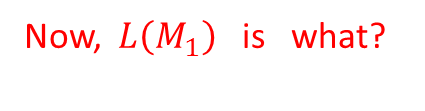 Now, L(M₁) is what?